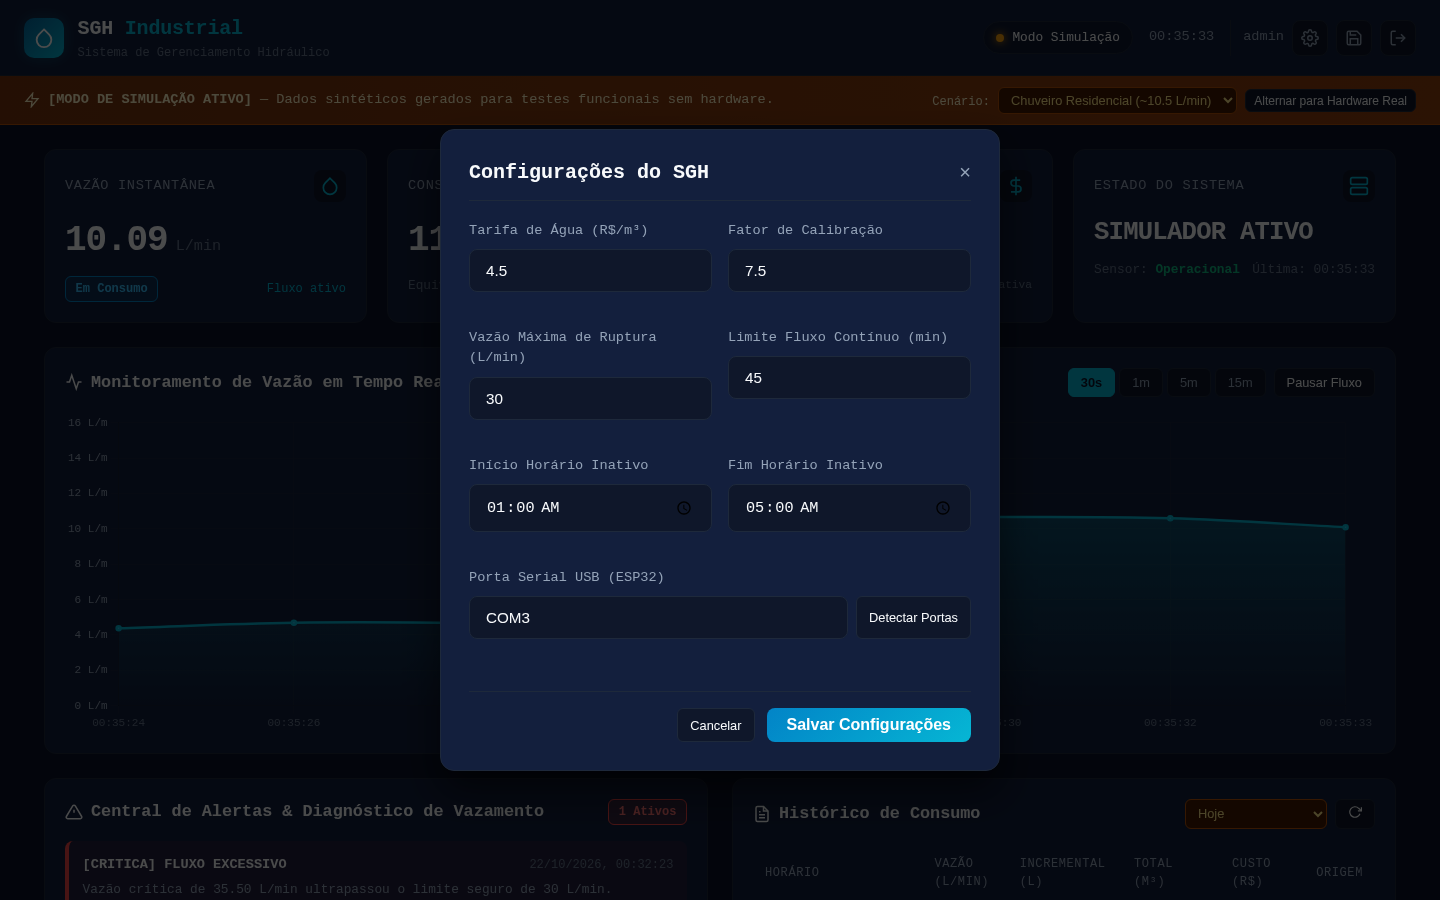 SGH Industrial
Sistema de Gerenciamento Hidráulico
Modo Simulação
00:35:33
admin
[MODO DE SIMULAÇÃO ATIVO] — Dados sintéticos gerados para testes funcionais sem hardware.
Cenário:
Chuveiro Residencial (~10.5 L/min)
Alternar para Hardware Real
VAZÃO INSTANTÂNEA
10.09 L/min
Em Consumo
Fluxo ativo
ESTADO DO SISTEMA
SIMULADOR ATIVO
Sensor: Operacional
Última: 00:35:33
Configurações do SGH
×
Tarifa de Água (R$/m³)
4.5
Fator de Calibração
7.5
Vazão Máxima de Ruptura
(L/min)
30
Limite Fluxo Contínuo (min)
45
Início Horário Inativo
01:00 AM
Fim Horário Inativo
05:00 AM
Porta Serial USB (ESP32)
COM3
Detectar Portas
Cancelar
Salvar Configurações
Monitoramento de Vazão em Tempo Rea
30s
1m
5m
15m
Pausar Fluxo
16 L/m
14 L/m
12 L/m
10 L/m
8 L/m
6 L/m
4 L/m
2 L/m
0 L/m
00:35:24
00:35:26
:30
00:35:32
00:35:33
Central de Alertas & Diagnóstico de Vazamento
1 Ativos
[CRITICA] FLUXO EXCESSIVO
22/10/2026, 00:32:23
Vazão crítica de 35.50 L/min ultrapassou o limite seguro de 30 L/min.
Histórico de Consumo
Hoje
HORÁRIO
VAZÃO
(L/MIN)
INCREMENTAL
(L)
TOTAL
(M³)
CUSTO
(R$)
ORIGEM